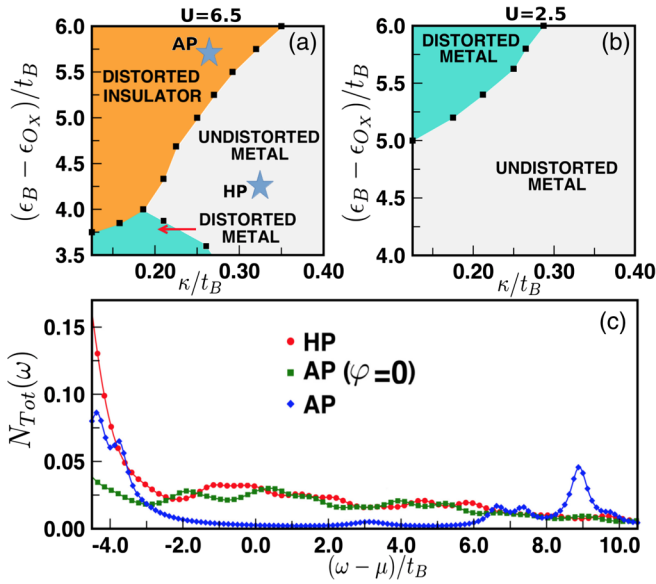 U=6.5
(a)
AP
DISTORTED
INSULATOR
UNDISTORTED
METAL
HP
DISTORTED
METAL
6.0
5.5
5.0
4.5
4.0
3.5
0.20
0.30
0.40
(ϵ_B − ϵ_{O_X})/t_B
κ/t_B
U=2.5
(b)
DISTORTED
METAL
UNDISTORTED
METAL
6.0
5.5
5.0
4.5
4.0
0.20
0.30
0.40
(ϵ_B − ϵ_{O_X})/t_B
κ/t_B
(c)
HP
AP (φ=0)
AP
0.15
0.10
0.05
0.00
-4.0 -2.0 0.0 2.0 4.0 6.0 8.0 10.0
N_{Tot}(ω)
(ω − μ)/t_B